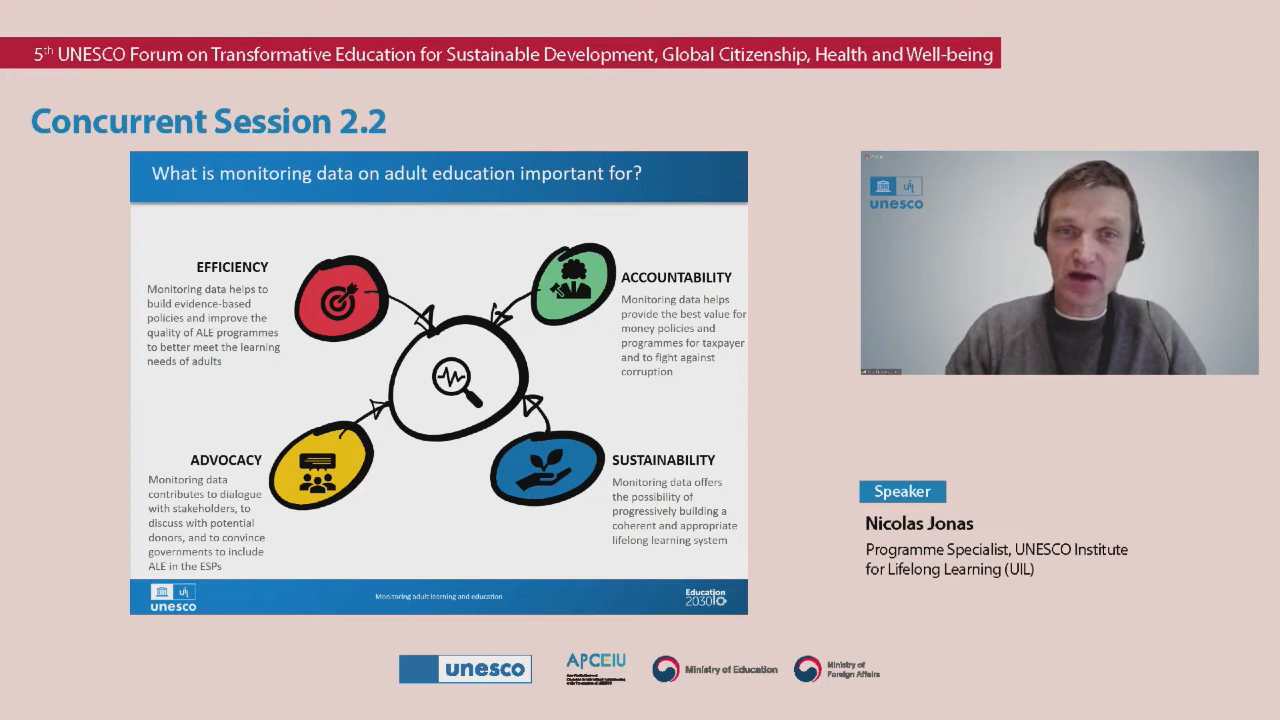 5th UNESCO Forum on Transformative Education for Sustainable Development, Global Citizenship, Health and Well-being
Concurrent Session 2.2
What is monitoring data on adult education important for?
EFFICIENCY
Monitoring data helps to
build evidence-based
policies and improve the
quality of ALE programmes
to better meet the learning
needs of adults
ACCOUNTABILITY
Monitoring data helps
provide the best value for
money policies and
programmes for taxpayer
and to fight against
corruption
ADVOCACY
Monitoring data
contributes to dialogue
with stakeholders, to
discuss with potential
donors, and to convince
governments to include
ALE in the ESPs
SUSTAINABILITY
Monitoring data offers
the possibility of
progressively building a
coherent and appropriate
lifelong learning system
unesco
Monitoring adult learning and education
Education
2030
unesco
Speaker
Nicolas Jonas
Programme Specialist, UNESCO Institute
for Lifelong Learning (UIL)
unesco
APCEIU
Ministry of Education
Ministry of
Foreign Affairs